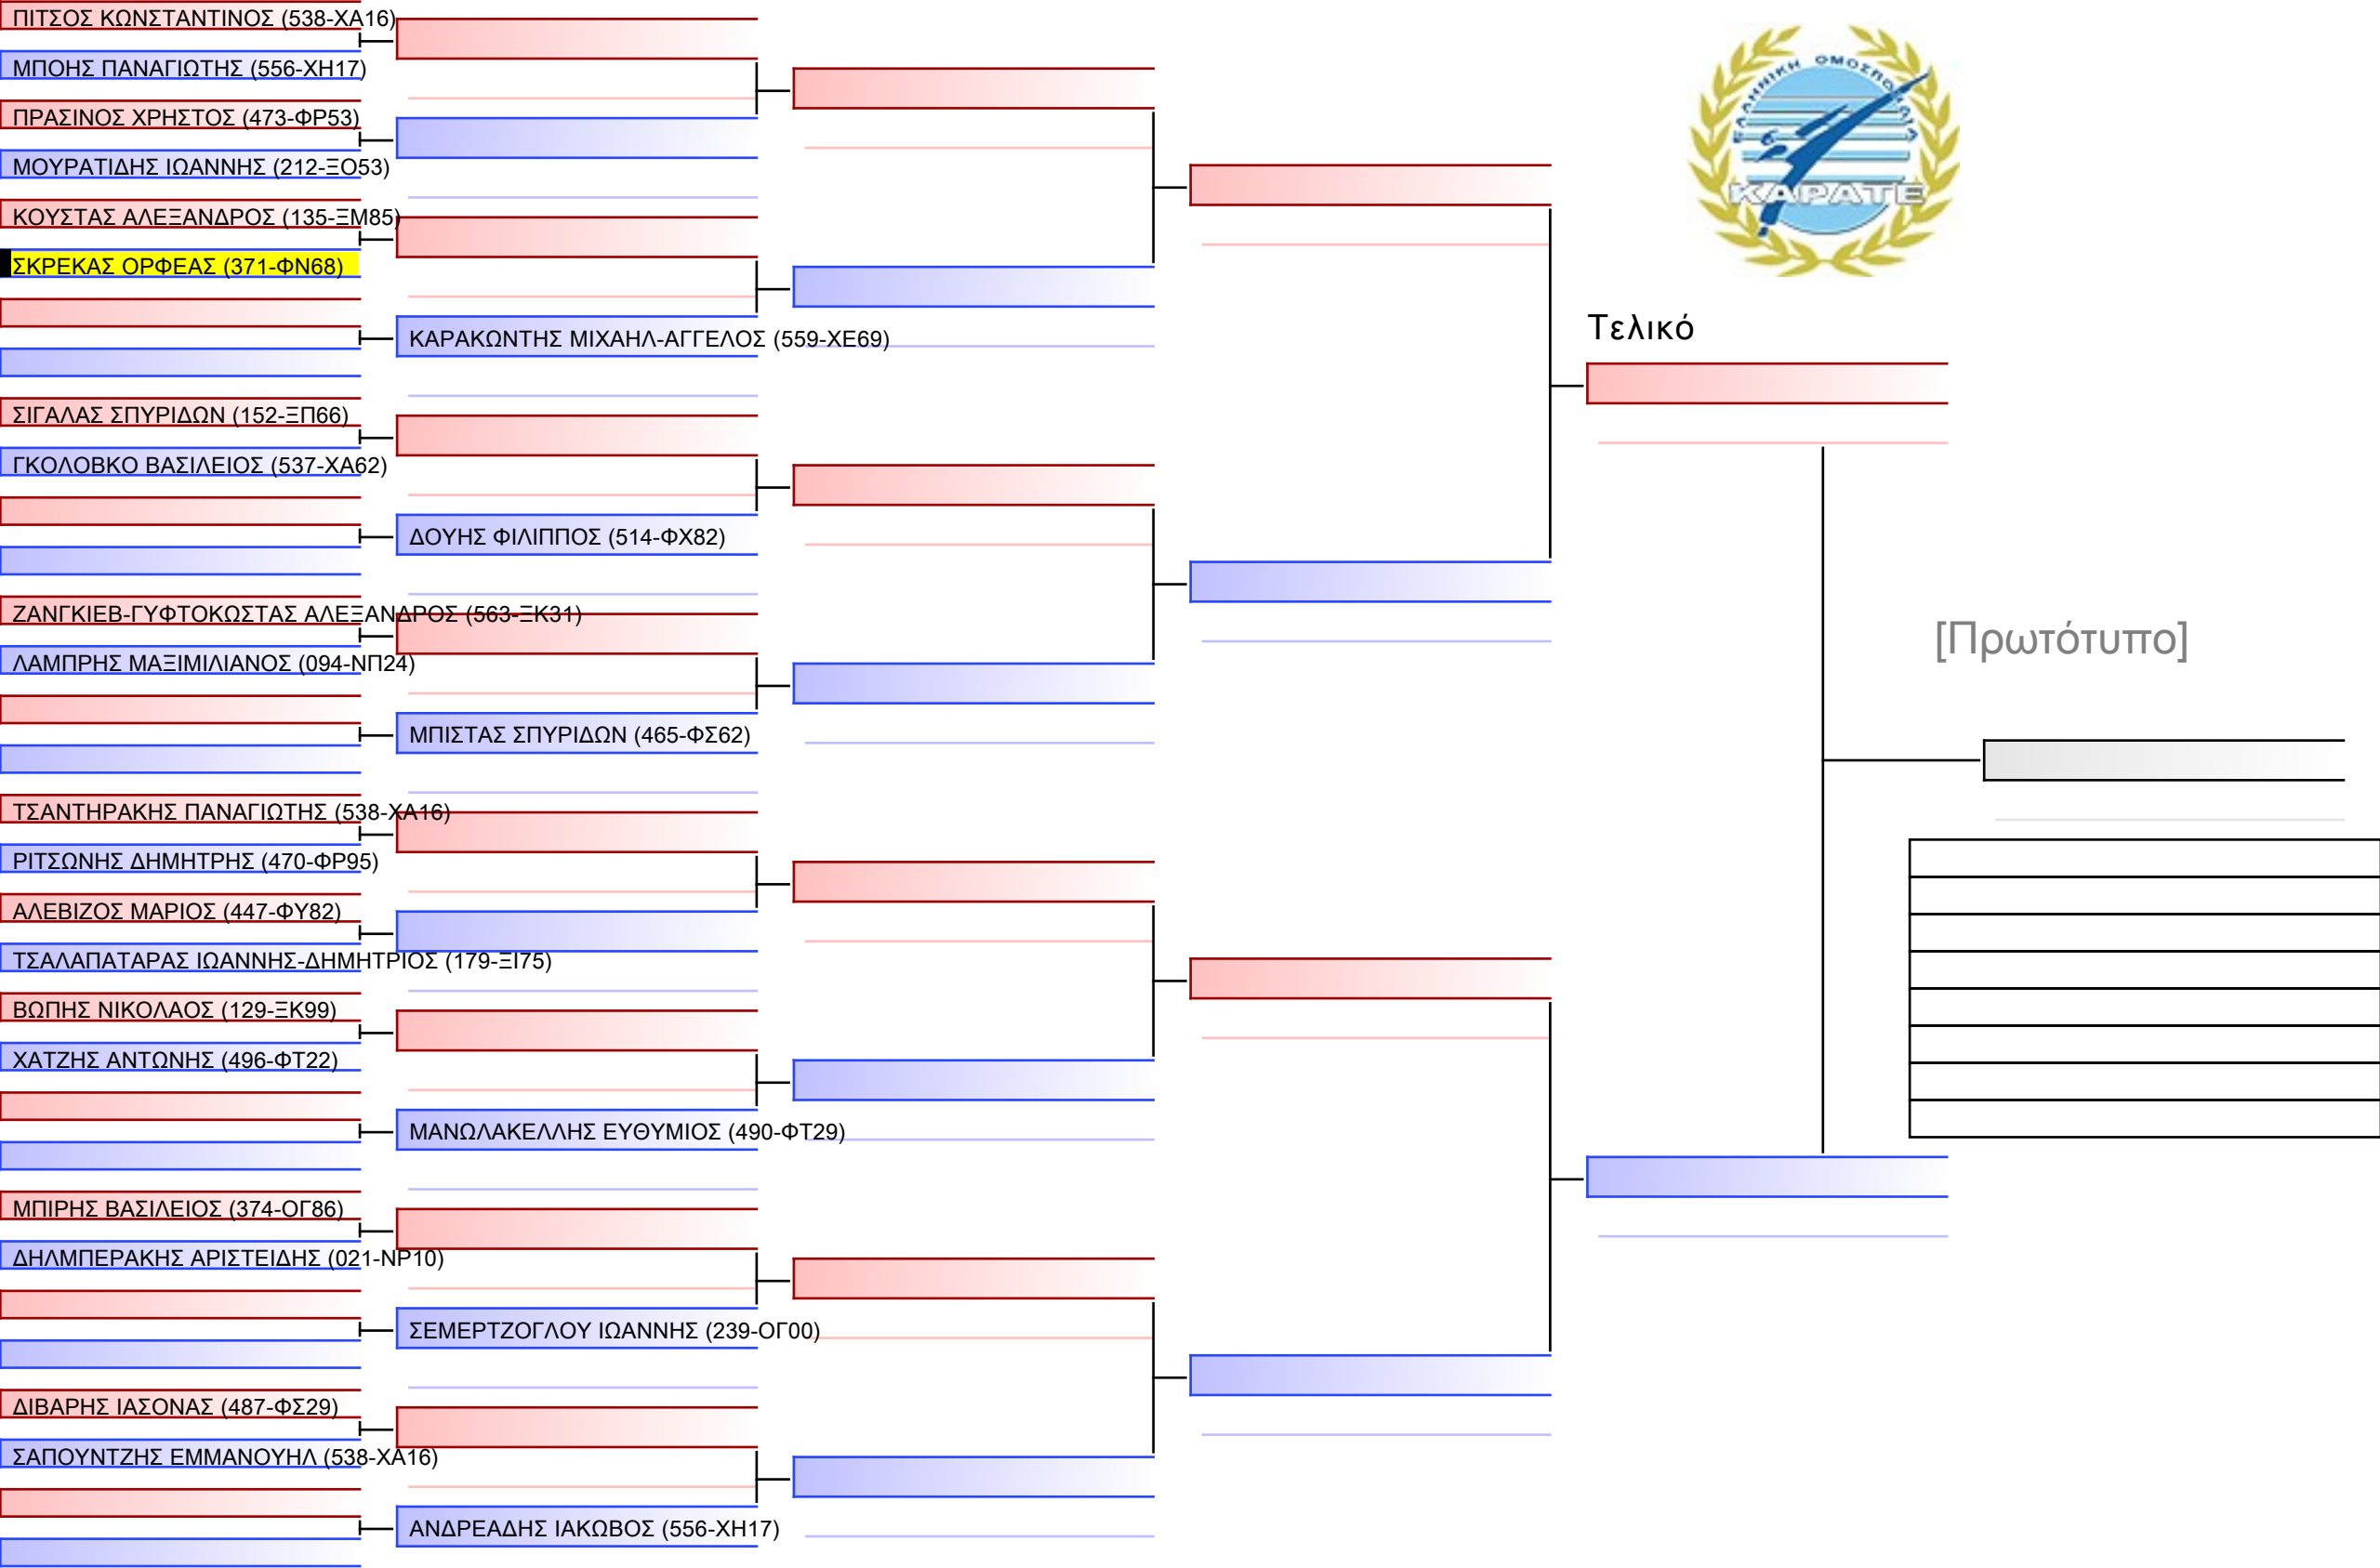 ΠΙΤΣΟΣ ΚΩΝΣΤΑΝΤΙΝΟΣ (538-ΧΑ16)
ΜΠΟΗΣ ΠΑΝΑΓΙΩΤΗΣ (556-ΧΗ17)
ΠΡΑΣΙΝΟΣ ΧΡΗΣΤΟΣ (473-ΦΡ53)
ΜΟΥΡΑΤΙΔΗΣ ΙΩΑΝΝΗΣ (212-ΞΟ53)
ΚΟΥΣΤΑΣ ΑΛΕΞΑΝΔΡΟΣ (135-ΞΜ85)
ΣΚΡΕΚΑΣ ΟΡΦΕΑΣ (371-ΦΝ68)
ΚΑΡΑΚΩΝΤΗΣ ΜΙΧΑΗΛ-ΑΓΓΕΛΟΣ (559-ΧΕ69)
ΣΙΓΑΛΑΣ ΣΠΥΡΙΔΩΝ (152-ΞΠ66)
ΓΚΟΛΟΒΚΟ ΒΑΣΙΛΕΙΟΣ (537-ΧΑ62)
ΔΟΥΗΣ ΦΙΛΙΠΠΟΣ (514-ΦΧ82)
ΖΑΝΓΚΙΕΒ-ΓΥΦΤΟΚΩΣΤΑΣ ΑΛΕΞΑΝΔΡΟΣ (563-ΞΚ31)
ΛΑΜΠΡΗΣ ΜΑΞΙΜΙΛΙΑΝΟΣ (094-ΝΠ24)
ΜΠΙΣΤΑΣ ΣΠΥΡΙΔΩΝ (465-ΦΣ62)
ΤΣΑΝΤΗΡΑΚΗΣ ΠΑΝΑΓΙΩΤΗΣ (538-ΧΑ16)
ΡΙΤΣΩΝΗΣ ΔΗΜΗΤΡΗΣ (470-ΦΡ95)
ΑΛΕΒΙΖΟΣ ΜΑΡΙΟΣ (447-ΦΥ82)
ΤΣΑΛΑΠΑΤΑΡΑΣ ΙΩΑΝΝΗΣ-ΔΗΜΗΤΡΙΟΣ (179-ΞΙ75)
ΒΩΠΗΣ ΝΙΚΟΛΑΟΣ (129-ΞΚ99)
ΧΑΤΖΗΣ ΑΝΤΩΝΗΣ (496-ΦΤ22)
ΜΑΝΩΛΑΚΕΛΛΗΣ ΕΥΘΥΜΙΟΣ (490-ΦΤ29)
ΜΠΙΡΗΣ ΒΑΣΙΛΕΙΟΣ (374-ΟΓ86)
ΔΗΛΜΠΕΡΑΚΗΣ ΑΡΙΣΤΕΙΔΗΣ (021-ΝΡ10)
ΣΕΜΕΡΤΖΟΓΛΟΥ ΙΩΑΝΝΗΣ (239-ΟΓ00)
ΔΙΒΑΡΗΣ ΙΑΣΟΝΑΣ (487-ΦΣ29)
ΣΑΠΟΥΝΤΖΗΣ ΕΜΜΑΝΟΥΗΛ (538-ΧΑ16)
ΑΝΔΡΕΑΔΗΣ ΙΑΚΩΒΟΣ (556-ΧΗ17)
ΕΛΛΗΝΙΚΗ ΟΜΟΣΠΟΝΔΙΑ
ΚΑΡΑΤΕ
Τελικό
[Πρωτότυπο]